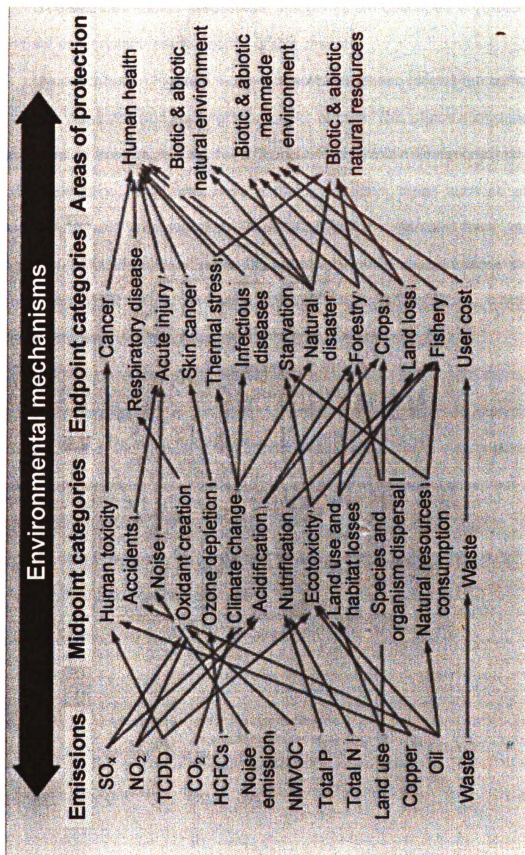 Environmental mechanisms
Emissions
SOx
NO2
TCDD
CO2
HCFCs
Noise
emission
NMVOC
Total P
Total N
Land use
Copper
Oil
Waste
Midpoint categories
Human toxicity
Accidents
Noise
Oxidant creation
Ozone depletion
Climate change
Acidification
Nutrification
Ecotoxicity
Land use and
habitat losses
Species and
organism dispersal
Natural resources
consumption
Waste
Endpoint categories
Cancer
Respiratory disease
Acute injury
Skin cancer
Thermal stress
Infectious
diseases
Starvation
Natural
disaster
Forestry
Crops
Land loss
Fishery
User cost
Areas of protection
Human health
Biotic & abiotic
natural environment
Biotic & abiotic
manmade
environment
Biotic & abiotic
natural resources